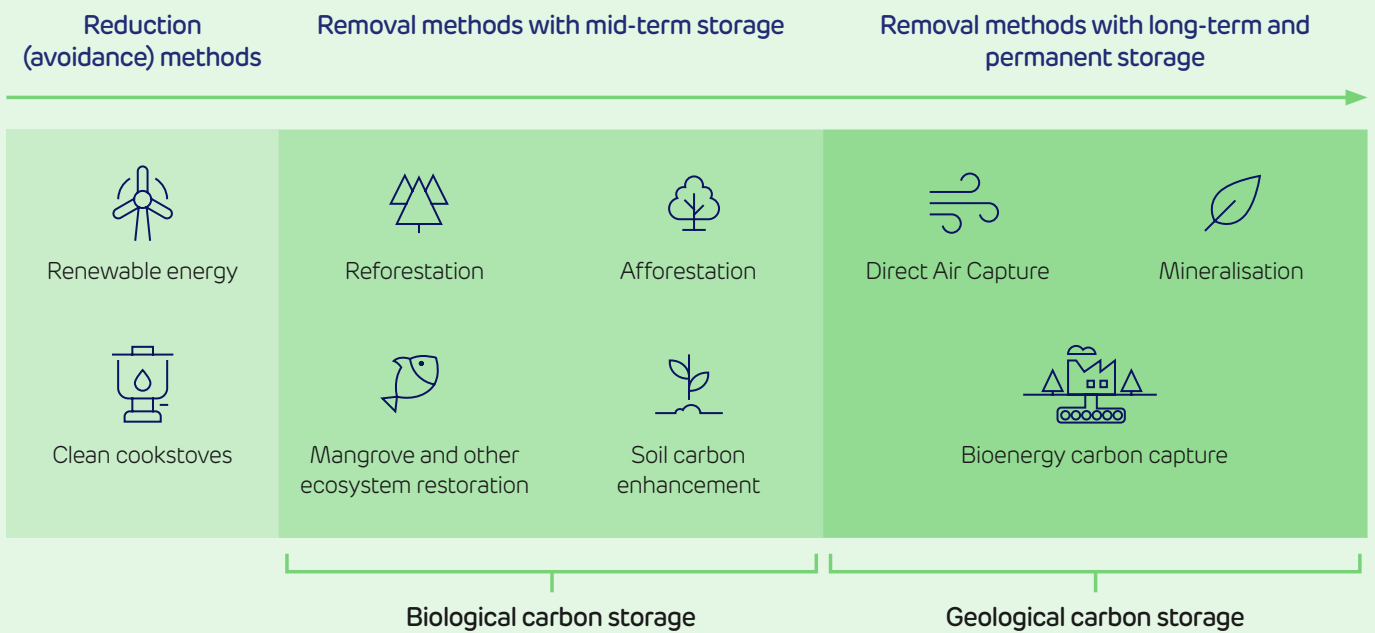 Reduction
(avoidance) methods
Removal methods with mid-term storage
Removal methods with long-term and
permanent storage
Renewable energy
Reforestation
Afforestation
Direct Air Capture
Mineralisation
Clean cookstoves
Mangrove and other
ecosystem restoration
Soil carbon
enhancement
Bioenergy carbon capture
Biological carbon storage
Geological carbon storage